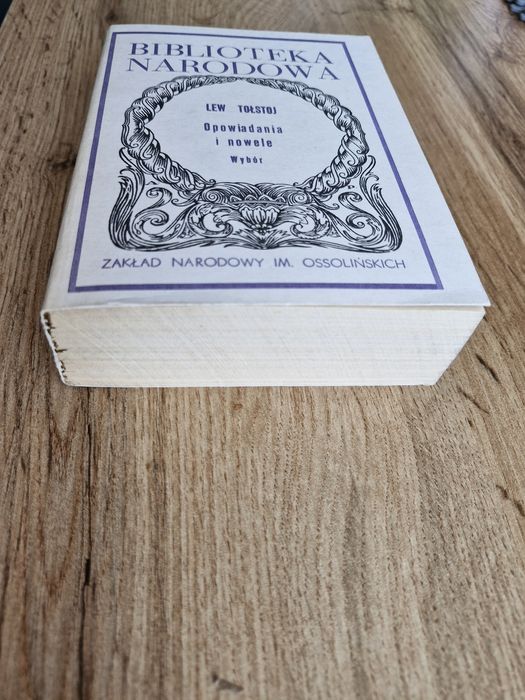 BIBLIOTEKA
NARODOWA
LEW TOŁSTOJ
Opowiadania
i nowele
Wybór
ZAKŁAD NARODOWY IM. OSSOLIŃSKICH